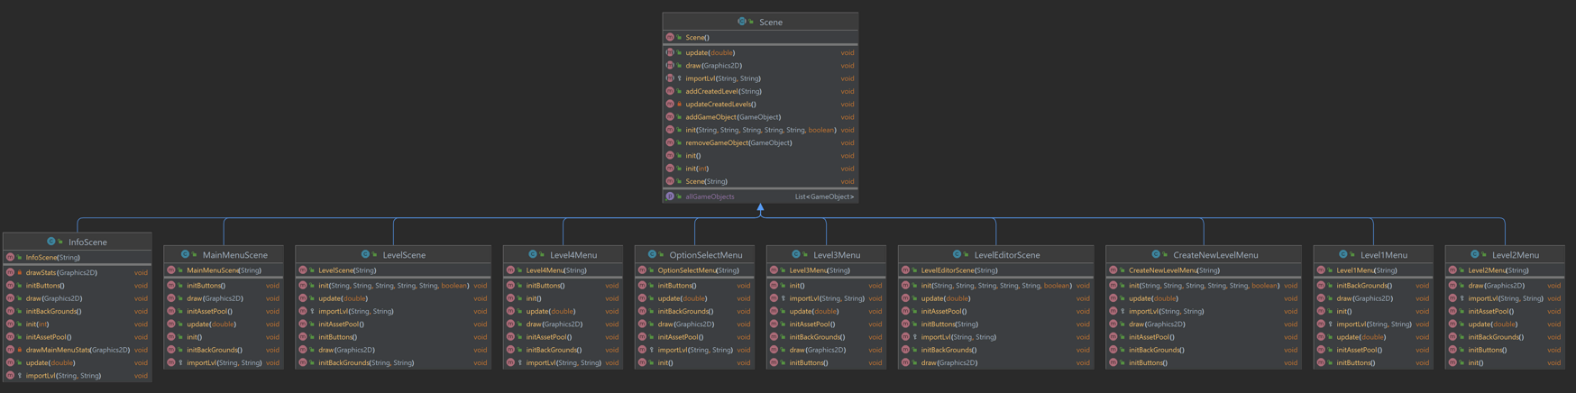 Scene
Scene()
update(double) void
draw(Graphics2D) void
importLvl(String, String) void
addCreatedLevel(String) void
updateCreatedLevels() void
addGameObject(GameObject) void
init(String, String, String, String, String, boolean) void
removeGameObject(GameObject) void
init() void
init(int) void
Scene(String) void
allGameObjects List<GameObject>
InfoScene
InfoScene(String)
drawStats(Graphics2D) void
initButtons() void
draw(Graphics2D) void
initBackGrounds() void
init(int) void
initAssetPool() void
drawMainMenuStats(Graphics2D) void
update(double) void
importLvl(String, String) void
MainMenuScene
MainMenuScene(String)
initButtons() void
draw(Graphics2D) void
initAssetPool() void
update(double) void
init() void
initBackGrounds() void
importLvl(String, String) void
LevelScene
LevelScene(String)
init(String, String, String, String, String, boolean) void
update(double) void
importLvl(String, String) void
initAssetPool() void
initButtons() void
draw(Graphics2D) void
initBackGrounds(String, String) void
Level4Menu
Level4Menu(String)
initButtons() void
init() void
update(double) void
draw(Graphics2D) void
initAssetPool() void
initBackGrounds() void
importLvl(String, String) void
OptionSelectMenu
OptionSelectMenu(String)
initButtons() void
update(double) void
initBackGrounds() void
draw(Graphics2D) void
initAssetPool() void
importLvl(String, String) void
init() void
Level3Menu
Level3Menu(String)
init() void
importLvl(String, String) void
update(double) void
initAssetPool() void
initBackGrounds() void
draw(Graphics2D) void
initButtons() void
LevelEditorScene
LevelEditorScene(String)
init(String, String, String, String, String, boolean) void
update(double) void
initAssetPool() void
initButtons(String) void
importLvl(String, String) void
initBackGrounds() void
draw(Graphics2D) void
CreateNewLevelMenu
CreateNewLevelMenu(String)
init(String, String, String, String, String, boolean) void
update(double) void
importLvl(String, String) void
draw(Graphics2D) void
initAssetPool() void
initBackGrounds() void
initButtons() void
Level1Menu
Level1Menu(String)
initBackGrounds() void
draw(Graphics2D) void
init() void
importLvl(String, String) void
update(double) void
initAssetPool() void
initButtons() void
Level2Menu
Level2Menu(String)
draw(Graphics2D) void
importLvl(String, String) void
initAssetPool() void
update(double) void
initBackGrounds() void
initButtons() void
init() void